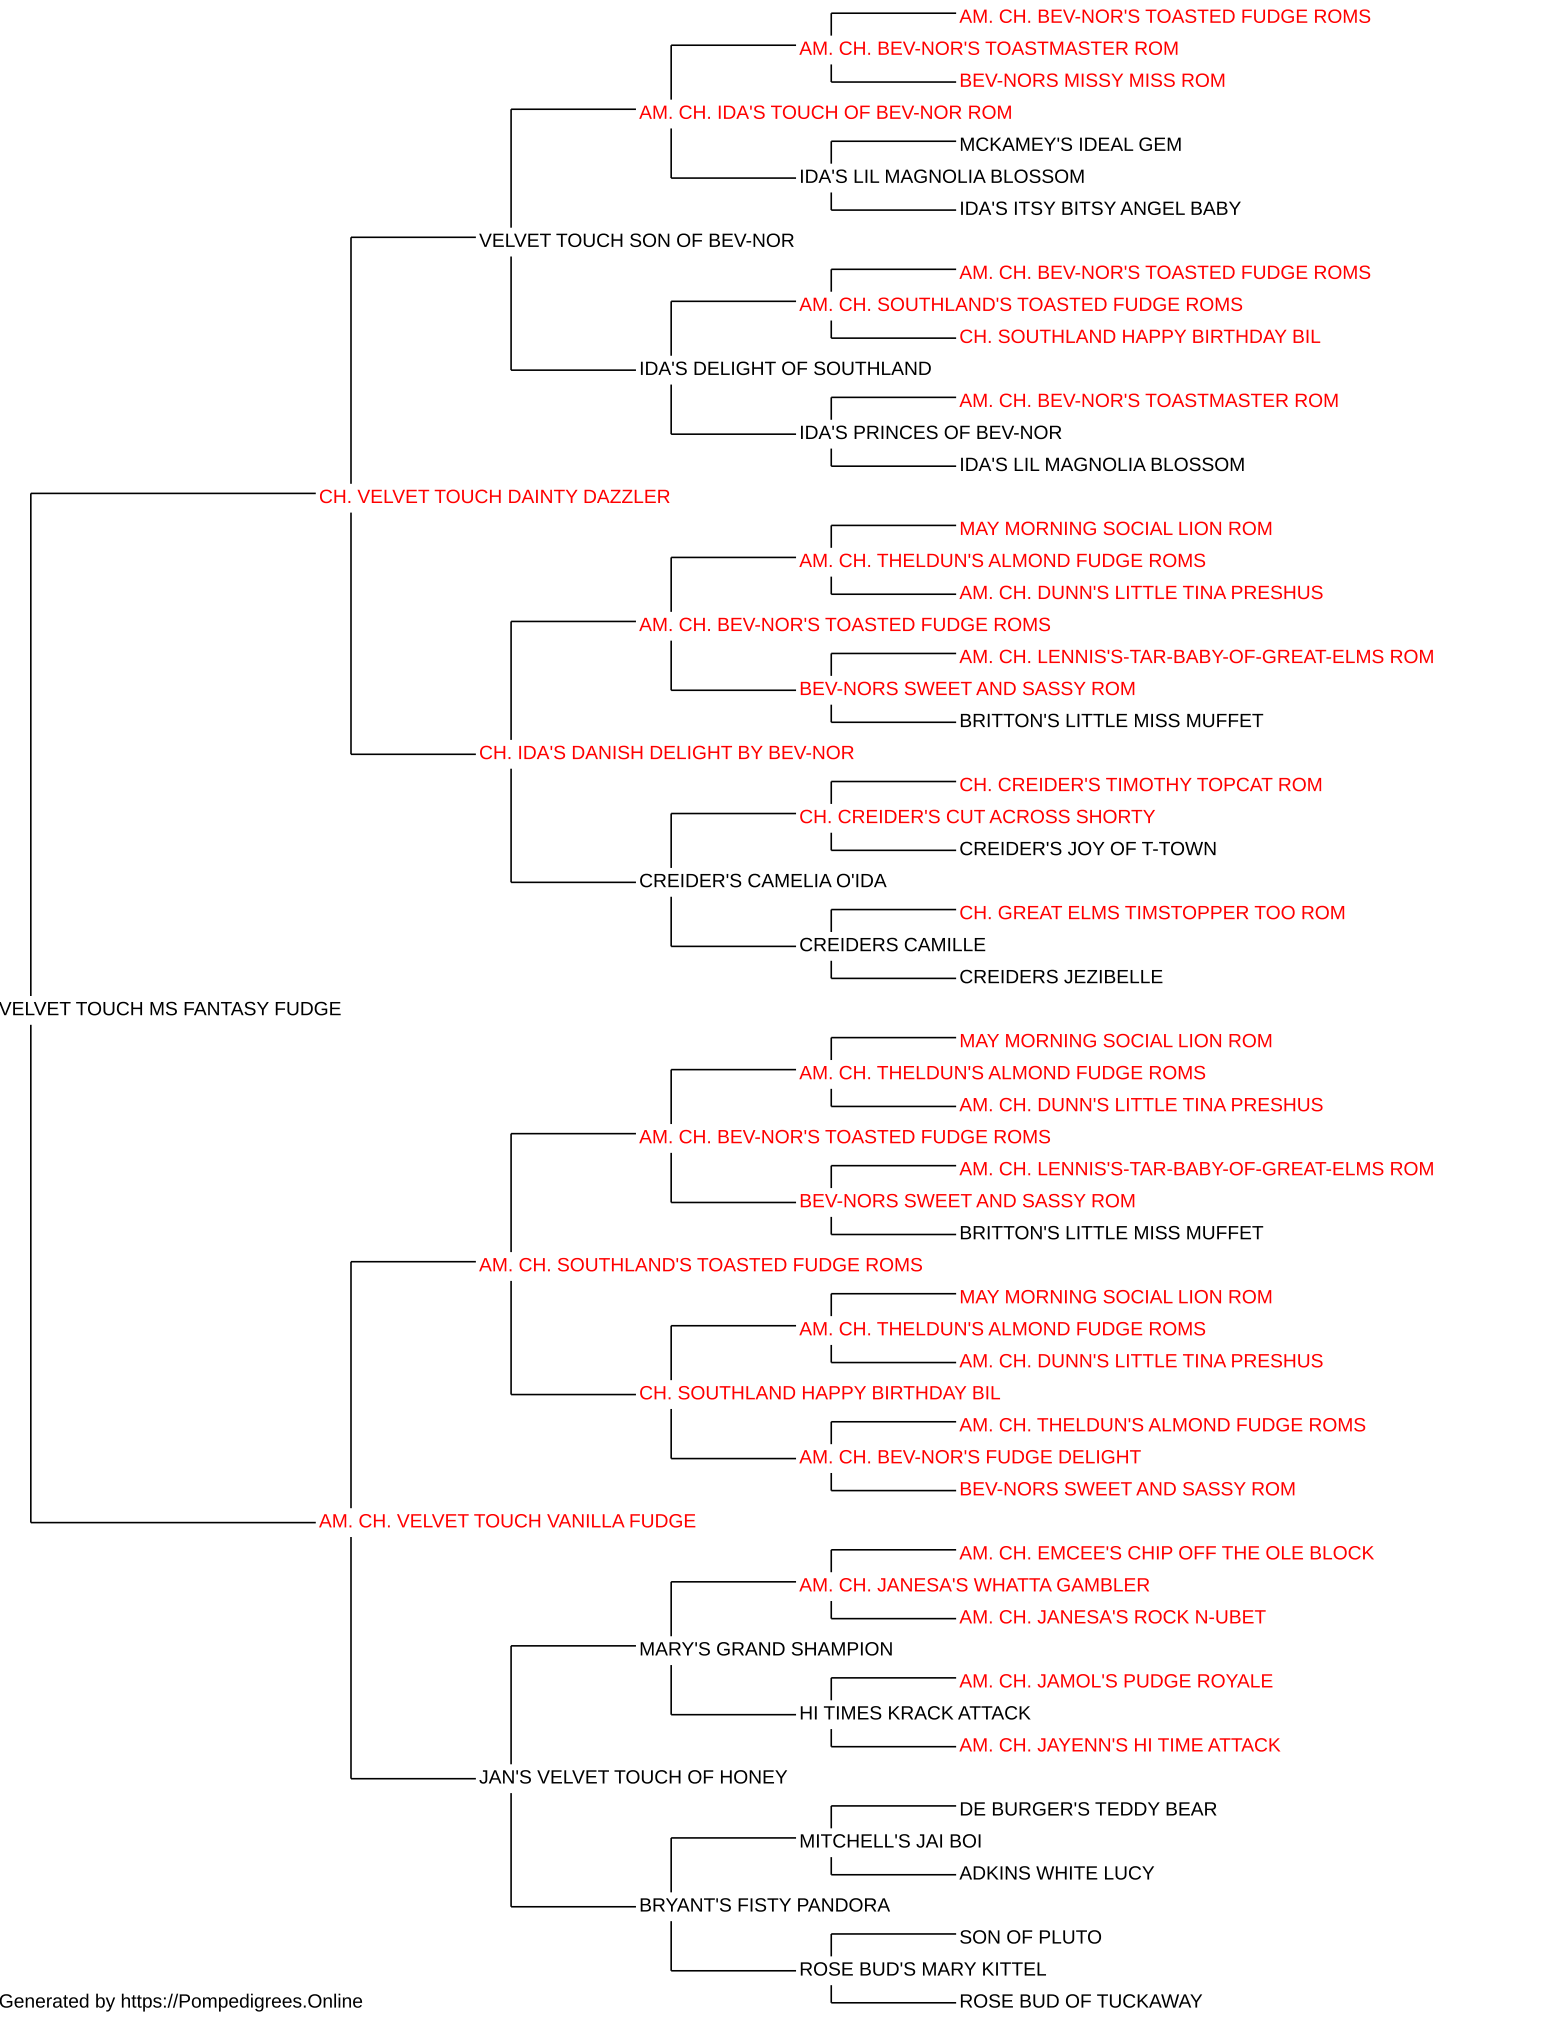 AM. CH. BEV-NOR'S TOASTED FUDGE ROMS
AM. CH. BEV-NOR'S TOASTMASTER ROM
BEV-NORS MISSY MISS ROM
AM. CH. IDA'S TOUCH OF BEV-NOR ROM
MCKAMEY'S IDEAL GEM
IDA'S LIL MAGNOLIA BLOSSOM
IDA'S ITSY BITSY ANGEL BABY
VELVET TOUCH SON OF BEV-NOR
AM. CH. BEV-NOR'S TOASTED FUDGE ROMS
AM. CH. SOUTHLAND'S TOASTED FUDGE ROMS
CH. SOUTHLAND HAPPY BIRTHDAY BIL
IDA'S DELIGHT OF SOUTHLAND
AM. CH. BEV-NOR'S TOASTMASTER ROM
IDA'S PRINCES OF BEV-NOR
IDA'S LIL MAGNOLIA BLOSSOM
CH. VELVET TOUCH DAINTY DAZZLER
MAY MORNING SOCIAL LION ROM
AM. CH. THELDUN'S ALMOND FUDGE ROMS
AM. CH. DUNN'S LITTLE TINA PRESHUS
AM. CH. BEV-NOR'S TOASTED FUDGE ROMS
AM. CH. LENNIS'S-TAR-BABY-OF-GREAT-ELMS ROM
BEV-NORS SWEET AND SASSY ROM
BRITTON'S LITTLE MISS MUFFET
CH. IDA'S DANISH DELIGHT BY BEV-NOR
CH. CREIDER'S TIMOTHY TOPCAT ROM
CH. CREIDER'S CUT ACROSS SHORTY
CREIDER'S JOY OF T-TOWN
CREIDER'S CAMELIA O'IDA
CH. GREAT ELMS TIMSTOPPER TOO ROM
CREIDERS CAMILLE
CREIDERS JEZIBELLE
VELVET TOUCH MS FANTASY FUDGE
MAY MORNING SOCIAL LION ROM
AM. CH. THELDUN'S ALMOND FUDGE ROMS
AM. CH. DUNN'S LITTLE TINA PRESHUS
AM. CH. BEV-NOR'S TOASTED FUDGE ROMS
AM. CH. LENNIS'S-TAR-BABY-OF-GREAT-ELMS ROM
BEV-NORS SWEET AND SASSY ROM
BRITTON'S LITTLE MISS MUFFET
AM. CH. SOUTHLAND'S TOASTED FUDGE ROMS
MAY MORNING SOCIAL LION ROM
AM. CH. THELDUN'S ALMOND FUDGE ROMS
AM. CH. DUNN'S LITTLE TINA PRESHUS
CH. SOUTHLAND HAPPY BIRTHDAY BIL
AM. CH. THELDUN'S ALMOND FUDGE ROMS
AM. CH. BEV-NOR'S FUDGE DELIGHT
BEV-NORS SWEET AND SASSY ROM
AM. CH. VELVET TOUCH VANILLA FUDGE
AM. CH. EMCEE'S CHIP OFF THE OLE BLOCK
AM. CH. JANESA'S WHATTA GAMBLER
AM. CH. JANESA'S ROCK N-UBET
MARY'S GRAND SHAMPION
AM. CH. JAMOL'S PUDGE ROYALE
HI TIMES KRACK ATTACK
AM. CH. JAYENN'S HI TIME ATTACK
JAN'S VELVET TOUCH OF HONEY
DE BURGER'S TEDDY BEAR
MITCHELL'S JAI BOI
ADKINS WHITE LUCY
BRYANT'S FISTY PANDORA
SON OF PLUTO
ROSE BUD'S MARY KITTEL
ROSE BUD OF TUCKAWAY
Generated by https://Pompedigrees.Online